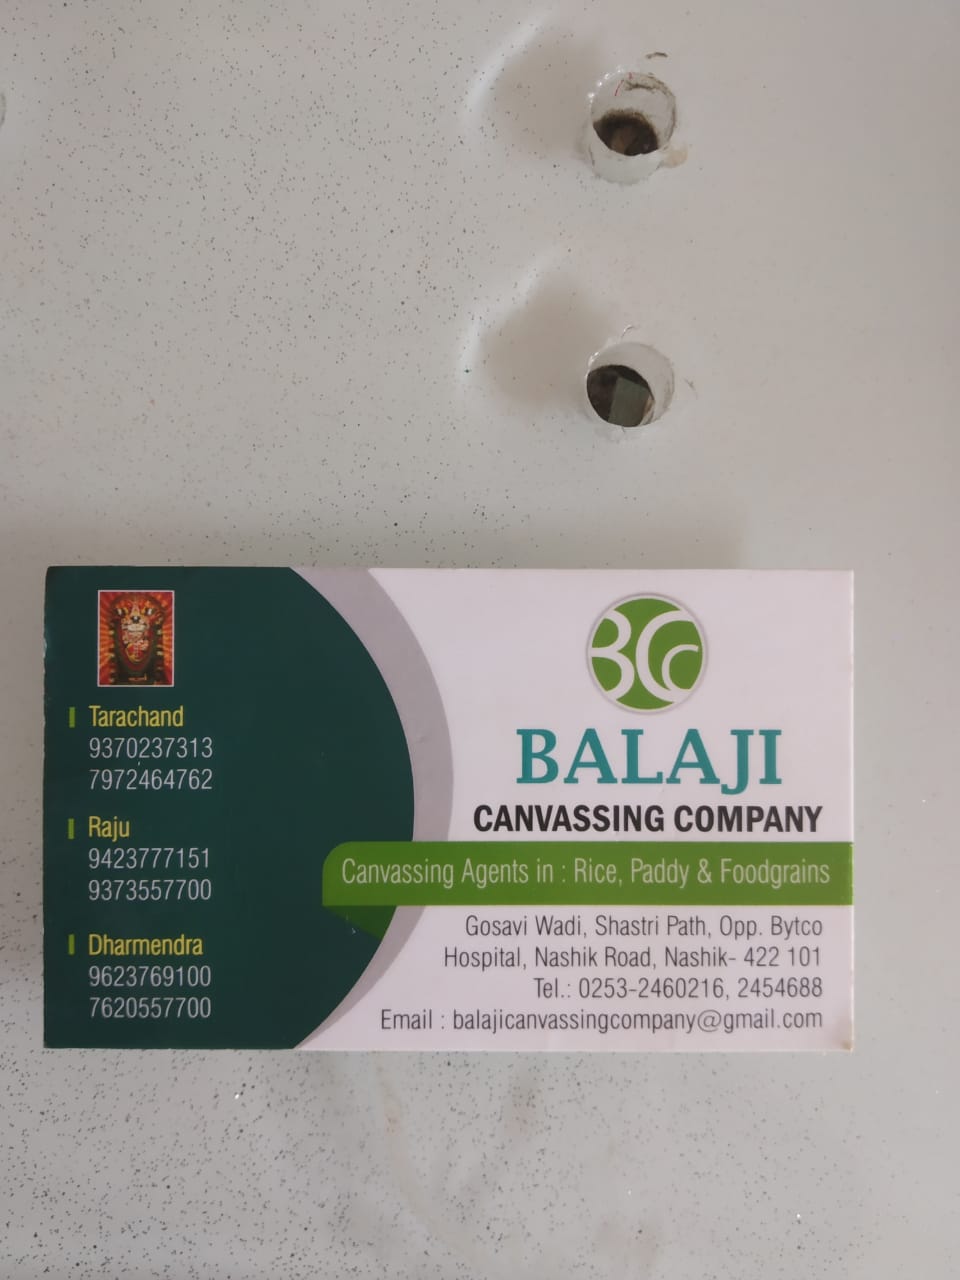 Tarachand
9370237313
7972464762
Raju
9423777151
9373557700
Dharmendra
9623769100
7620557700
BCC
BALAJI
CANVASSING COMPANY
Canvassing Agents in : Rice, Paddy & Foodgrains
Gosavi Wadi, Shastri Path, Opp. Bytco
Hospital, Nashik Road, Nashik- 422 101
Tel.: 0253-2460216, 2454688
Email : balajicanvassingcompany@gmail.com